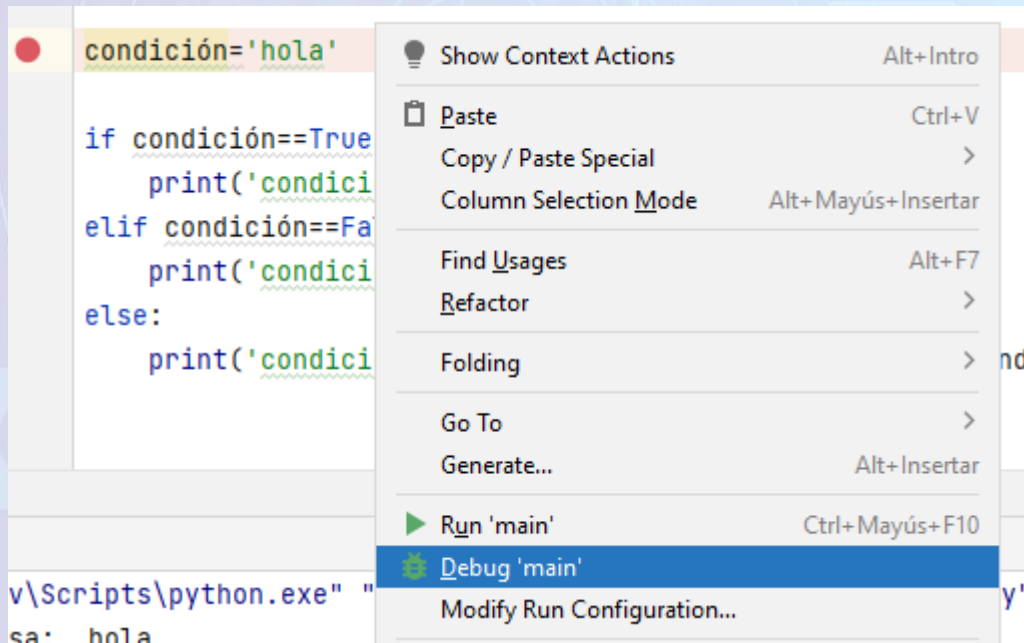 condición='hola'
Show Context Actions Alt+Intro
Paste Ctrl+V
if condición==True
Copy / Paste Special
print('condici
Column Selection Mode Alt+Mayús+Insertar
elif condición==Fa
Find Usages Alt+F7
print('condici
Refactor
else:
print('condici
Folding
Go To
Generate... Alt+Insertar
Run 'main' Ctrl+Mayús+F10
Debug 'main'
v\Scripts\python.exe" " y'
Modify Run Configuration...
hola